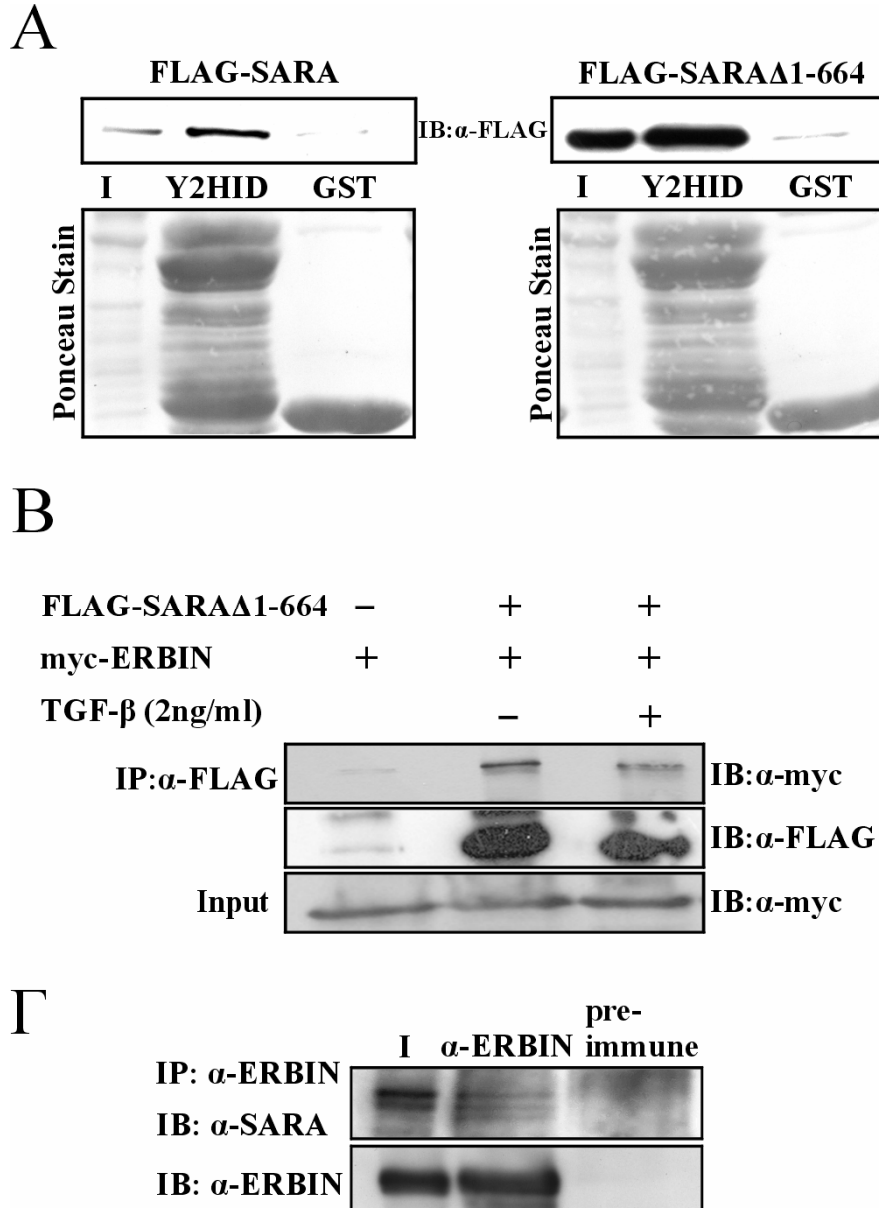 A
FLAG-SARA
FLAG-SARAΔ1-664
IB:α-FLAG
I Y2HID GST
I Y2HID GST
Ponceau Stain
Ponceau Stain
B
FLAG-SARAΔ1-664 – + +
myc-ERBIN + + +
TGF-β (2ng/ml) – +
IP:α-FLAG IB:α-myc
IB:α-FLAG
Input IB:α-myc
Γ
I α-ERBIN pre-
immune
IP: α-ERBIN
IB: α-SARA
IB: α-ERBIN